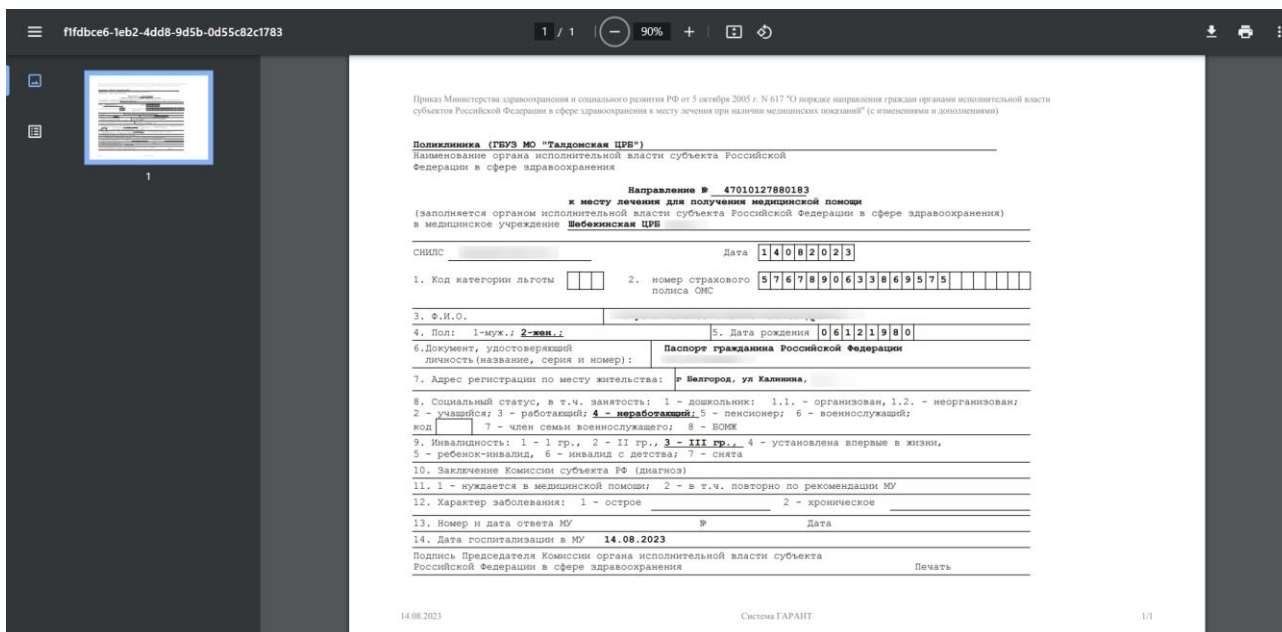 f1fdbce6-1eb2-4dd8-9d5b-0d55c82c1783
1 / 1
90%
1
Приказ Министерства здравоохранения и социального развития РФ от 5 октября 2005 г. N 617 "О порядке направления граждан органами исполнительной власти
субъектов Российской Федерации в сфере здравоохранения к месту лечения при наличии медицинских показаний" (с изменениями и дополнениями)
Поликлиника (ГБУЗ МО "Талдомская ЦРБ")
Наименование органа исполнительной власти субъекта Российской
Федерации в сфере здравоохранения
Направление № 47010127880183
к месту лечения для получения медицинской помощи
(заполняется органом исполнительной власти субъекта Российской Федерации в сфере здравоохранения)
в медицинское учреждение Шебекинская ЦРБ
СНИЛС Дата 14082023
1. Код категории льготы 2. номер страхового 5767890633869575
полиса ОМС
3. Ф.И.О.
4. Пол: 1-муж.; 2-жен.; 5. Дата рождения 06121980
6.Документ, удостоверяющий Паспорт гражданина Российской Федерации
личность(название, серия и номер):
7. Адрес регистрации по месту жительства: г Белгород, ул Калинина,
8. Социальный статус, в т.ч. занятость: 1 - дошкольник: 1.1. - организован, 1.2. - неорганизован;
2 - учащийся; 3 - работающий; 4 - неработающий; 5 - пенсионер; 6 - военнослужащий;
код 7 - член семьи военнослужащего; 8 - БОМЖ
9. Инвалидность: 1 - 1 гр., 2 - II гр., 3 - III гр., 4 - установлена впервые в жизни,
5 - ребенок-инвалид, 6 - инвалид с детства; 7 - снята
10. Заключение Комиссии субъекта РФ (диагноз)
11. 1 - нуждается в медицинской помощи; 2 - в т.ч. повторно по рекомендации МУ
12. Характер заболевания: 1 - острое 2 - хроническое
13. Номер и дата ответа МУ № Дата
14. Дата госпитализации в МУ 14.08.2023
Подпись Председателя Комиссии органа исполнительной власти субъекта
Российской Федерации в сфере здравоохранения Печать
14.08.2023 Система ГАРАНТ 1/1